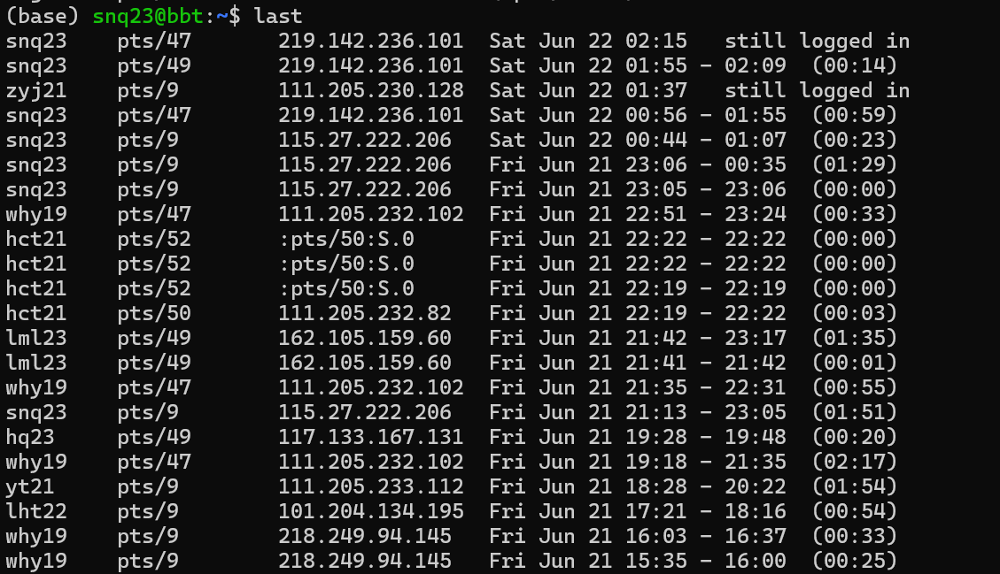 (base) snq23@bbt:~$ last
snq23    pts/47       219.142.236.101  Sat Jun 22 02:15   still logged in
snq23    pts/49       219.142.236.101  Sat Jun 22 01:55 - 02:09  (00:14)
zyj21    pts/9        111.205.230.128  Sat Jun 22 01:37   still logged in
snq23    pts/47       219.142.236.101  Sat Jun 22 00:56 - 01:55  (00:59)
snq23    pts/9        115.27.222.206   Sat Jun 22 00:44 - 01:07  (00:23)
snq23    pts/9        115.27.222.206   Fri Jun 21 23:06 - 00:35  (01:29)
snq23    pts/9        115.27.222.206   Fri Jun 21 23:05 - 23:06  (00:00)
why19    pts/47       111.205.232.102  Fri Jun 21 22:51 - 23:24  (00:33)
hct21    pts/52       :pts/50:S.0      Fri Jun 21 22:22 - 22:22  (00:00)
hct21    pts/52       :pts/50:S.0      Fri Jun 21 22:22 - 22:22  (00:00)
hct21    pts/52       :pts/50:S.0      Fri Jun 21 22:19 - 22:19  (00:00)
hct21    pts/50       111.205.232.82   Fri Jun 21 22:19 - 22:22  (00:03)
lml23    pts/49       162.105.159.60   Fri Jun 21 21:42 - 23:17  (01:35)
lml23    pts/49       162.105.159.60   Fri Jun 21 21:41 - 21:42  (00:01)
why19    pts/47       111.205.232.102  Fri Jun 21 21:35 - 22:31  (00:55)
snq23    pts/9        115.27.222.206   Fri Jun 21 21:13 - 23:05  (01:51)
hq23     pts/49       117.133.167.131  Fri Jun 21 19:28 - 19:48  (00:20)
why19    pts/47       111.205.232.102  Fri Jun 21 19:18 - 21:35  (02:17)
yt21     pts/9        111.205.233.112  Fri Jun 21 18:28 - 20:22  (01:54)
lht22    pts/9        101.204.134.195  Fri Jun 21 17:21 - 18:16  (00:54)
why19    pts/9        218.249.94.145   Fri Jun 21 16:03 - 16:37  (00:33)
why19    pts/9        218.249.94.145   Fri Jun 21 15:35 - 16:00  (00:25)